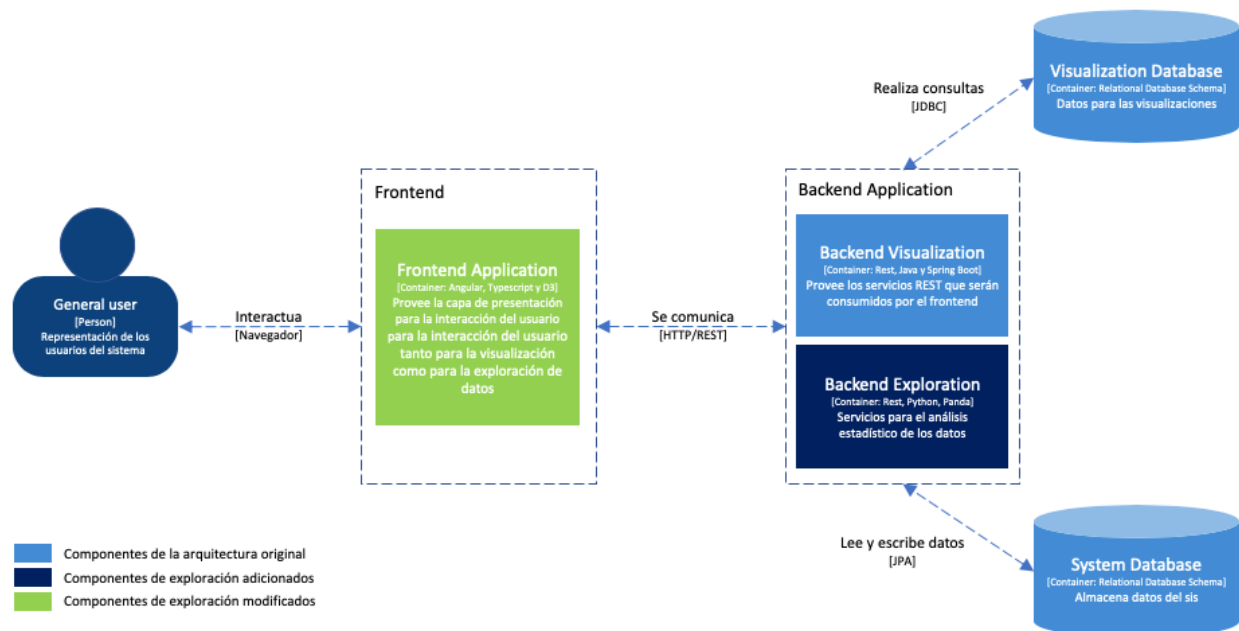 Visualization Database
[Container: Relational Database Schema]
Datos para las visualizaciones
Realiza consultas
[JDBC]
Frontend
Backend Application
Frontend Application
[Container: Angular, Typescript y D3]
Provee la capa de presentación
para la interacción del usuario
para la interacción del usuario
tanto para la visualización
como para la exploración de
datos
Backend Visualization
[Container: Rest, Java y Spring Boot]
Provee los servicios REST que serán
consumidos por el frontend
General user
[Person]
Representación de los
usuarios del sistema
Interactua
[Navegador]
Se comunica
[HTTP/REST]
Backend Exploration
[Container: Rest, Python, Panda]
Servicios para el análisis
estadístico de los datos
Lee y escribe datos
[JPA]
System Database
[Container: Relational Database Schema]
Almacena datos del sis
Componentes de la arquitectura original
Componentes de exploración adicionados
Componentes de exploración modificados